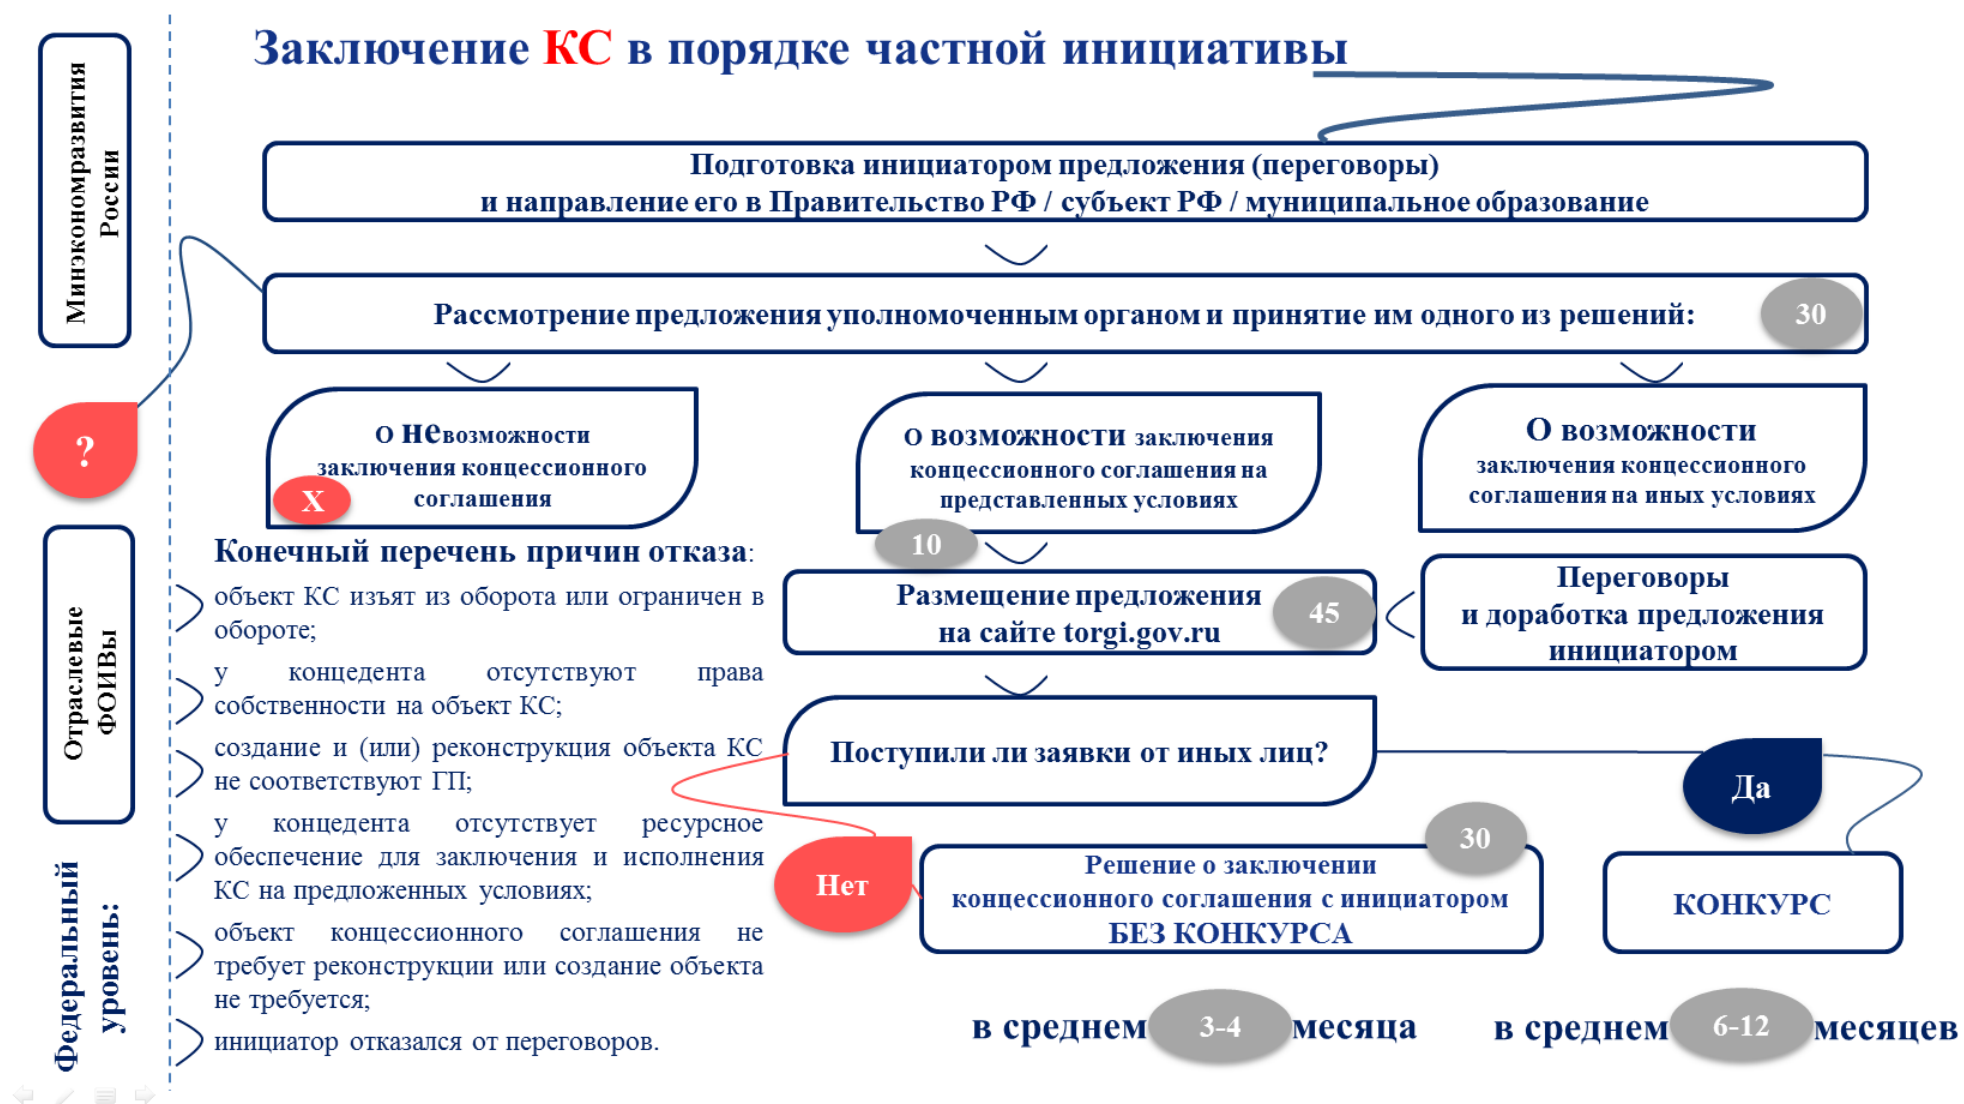 Заключение КС в порядке частной инициативы
Минэкономразвития
России
?
Отраслевые
ФОИВы
Федеральный
уровень:
Подготовка инициатором предложения (переговоры)
и направление его в Правительство РФ / субъект РФ / муниципальное образование
Рассмотрение предложения уполномоченным органом и принятие им одного из решений:
30
О невозможности
заключения концессионного
соглашения
X
О возможности заключения
концессионного соглашения на
представленных условиях
10
О возможности
заключения концессионного
соглашения на иных условиях
Конечный перечень причин отказа:
объект КС изъят из оборота или ограничен в
обороте;
у концедента отсутствуют права
собственности на объект КС;
создание и (или) реконструкция объекта КС
не соответствуют ГП;
у концедента отсутствует ресурсное
обеспечение для заключения и исполнения
КС на предложенных условиях;
объект концессионного соглашения не
требует реконструкции или создание объекта
не требуется;
инициатор отказался от переговоров.
Размещение предложения
на сайте torgi.gov.ru
45
Переговоры
и доработка предложения
инициатором
Поступили ли заявки от иных лиц?
Да
Нет
30
Решение о заключении
концессионного соглашения с инициатором
БЕЗ КОНКУРСА
КОНКУРС
в среднем 3-4 месяца
в среднем 6-12 месяцев